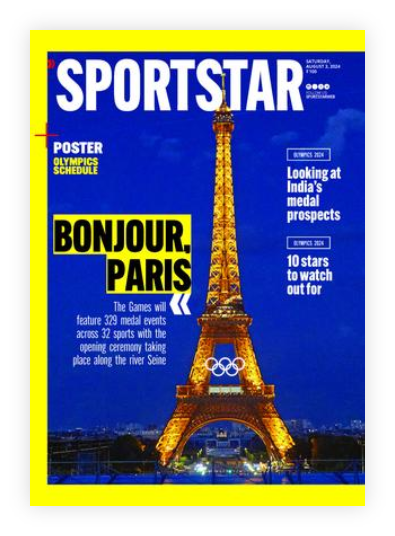 SPORTSTAR
SATURDAY,
AUGUST 3, 2024
₹100
POSTER
OLYMPICS
SCHEDULE
OLYMPICS 2024
Looking at
India's
medal
prospects
BONJOUR,
PARIS
OLYMPICS 2024
10 stars
to watch
out for
The Games will
feature 329 medal events
across 32 sports with the
opening ceremony taking
place along the river Seine